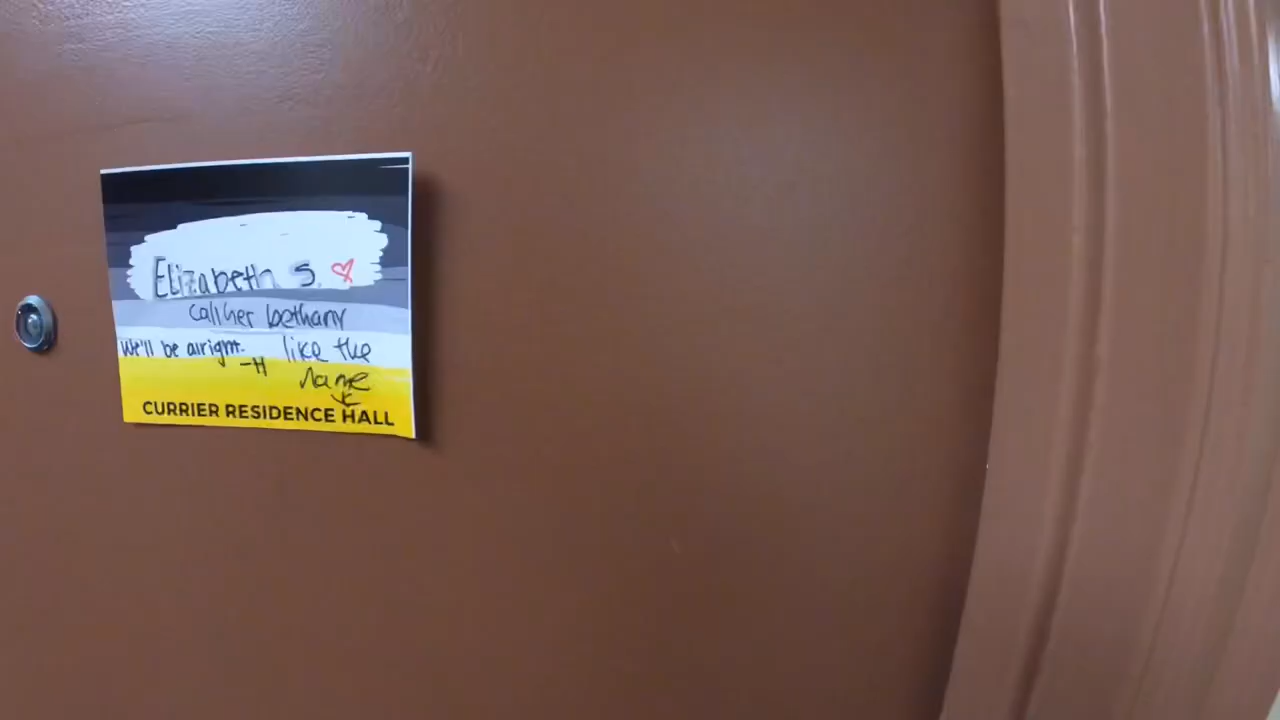 Elizabeth S.
call her bethany
We'll be alright.
-H
like the
name
CURRIER RESIDENCE HALL